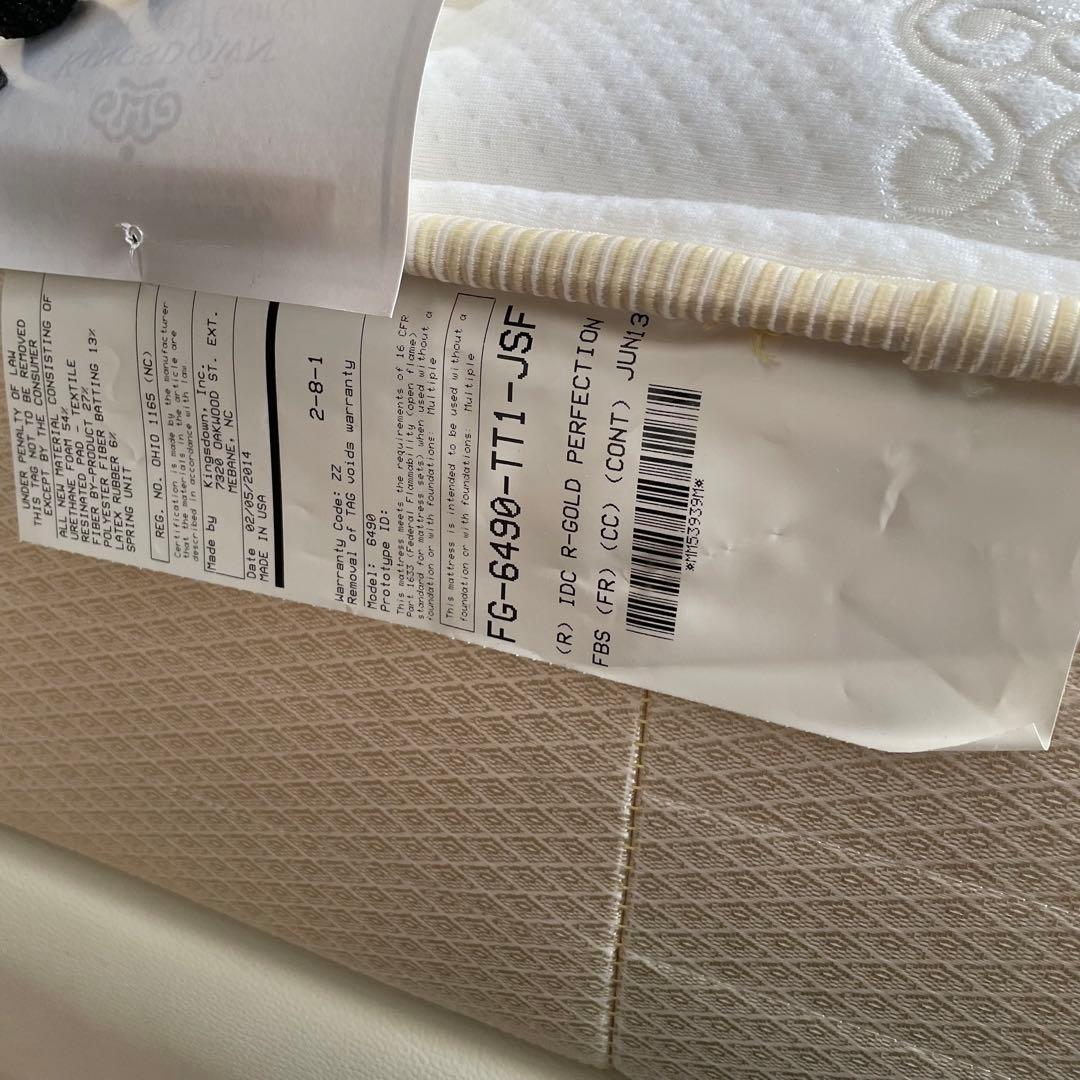 KINGSDOWN
UNDER PENALTY OF LAW
THIS TAG NOT TO BE REMOVED
EXCEPT BY THE CONSUMER
ALL NEW MATERIAL CONSISTING OF
URETHANE FOAM 54%
RESINATED PAD - TEXTILE
FIBER BY-PRODUCT 27%
POLYESTER FIBER BATTING 13%
LATEX RUBBER 6%
SPRING UNIT
REG. NO. OHIO 1165 (NC)
Certification is made by the manufacturer
that the materials in the article are
described in accordance with law
Made by Kingsdown, Inc.
7320 OAKWOOD ST. EXT.
MEBANE, NC
Date 02/05/2014
MADE IN USA
2-8-1
Warranty Code: ZZ
Removal of TAG voids warranty
Model: 6490
Prototype ID:
This mattress meets the requirements of 16 CFR
Part 1633 (Federal Flammability (open flame)
standard for mattress sets) when used without a
foundation or with foundations: Multiple
This mattress is intended to be used without a
foundation or with foundations: Multiple
FG-6490-TT1-JSF
(R) IDC R-GOLD PERFECTION
FBS (FR) (CC) (CONT) JUN13
*MM53939M*